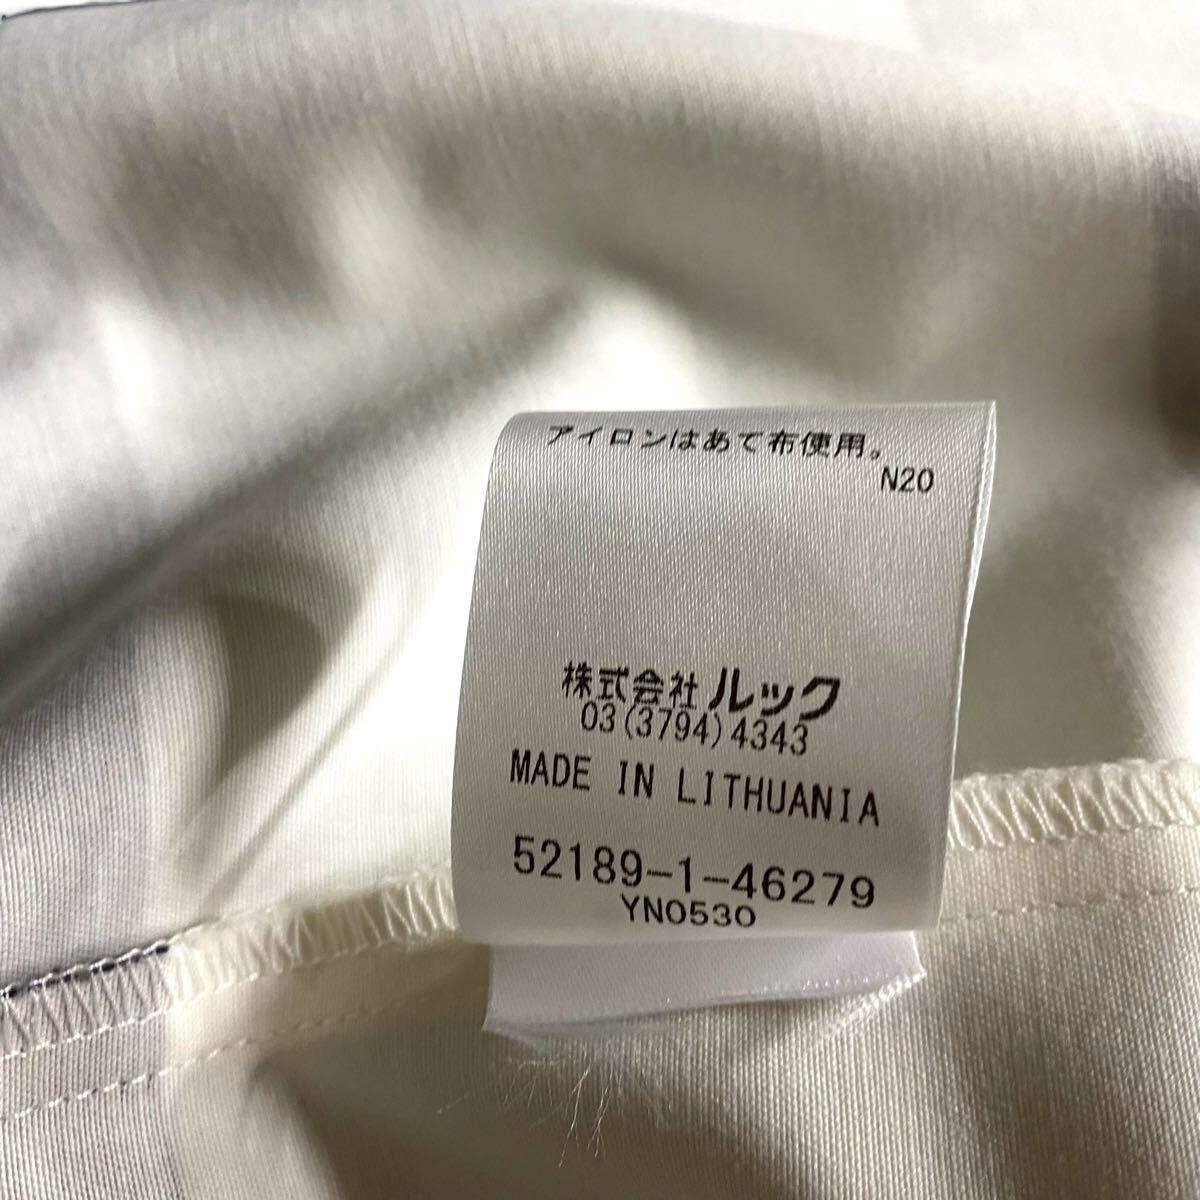 アイロンはあて布使用。
N20
株式会社 ルック
03(3794)4343
MADE IN LITHUANIA
52189-1-46279
YN0530